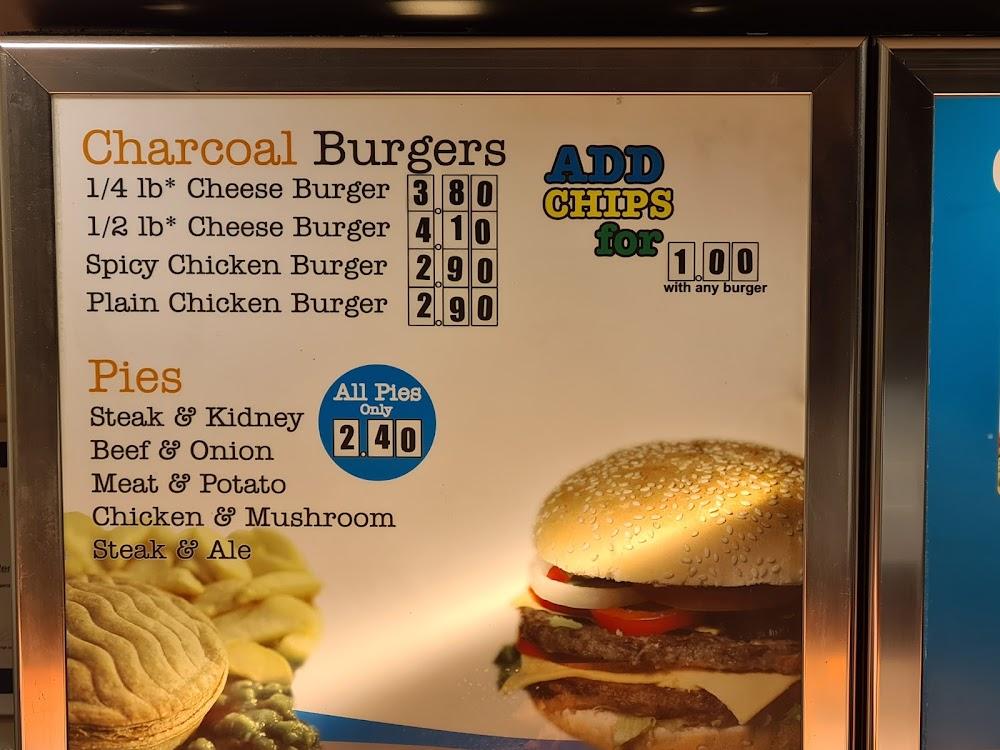 Charcoal Burgers
1/4 lb* Cheese Burger 3.80
1/2 lb* Cheese Burger 4.10
Spicy Chicken Burger 2.90
Plain Chicken Burger 2.90
ADD
CHIPS
for
1.00
with any burger
Pies
Steak & Kidney
Beef & Onion
Meat & Potato
Chicken & Mushroom
Steak & Ale
All Pies
Only
2.40